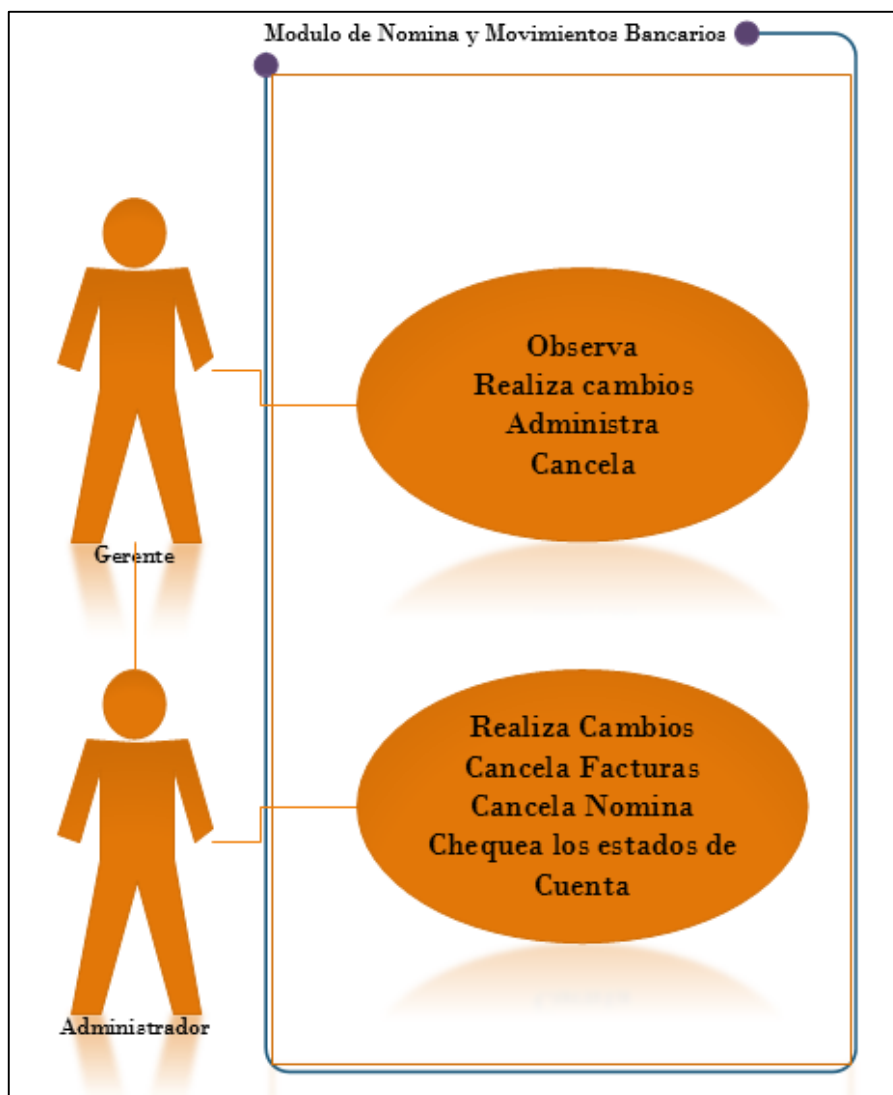 Modulo de Nomina y Movimientos Bancarios
Observa
Realiza cambios
Administra
Cancela
Gerente
Realiza Cambios
Cancela Facturas
Cancela Nomina
Chequea los estados de
Cuenta
Administrador